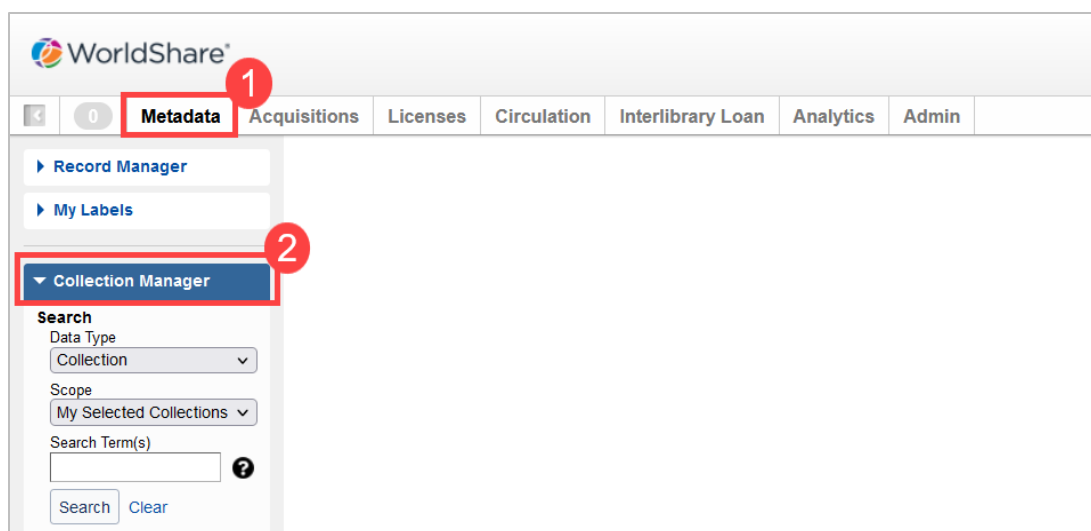 WorldShare®
1
0 Metadata Acquisitions Licenses Circulation Interlibrary Loan Analytics Admin
Record Manager
My Labels
2
Collection Manager
Search
Data Type
Collection
Scope
My Selected Collections
Search Term(s)
?
Search Clear